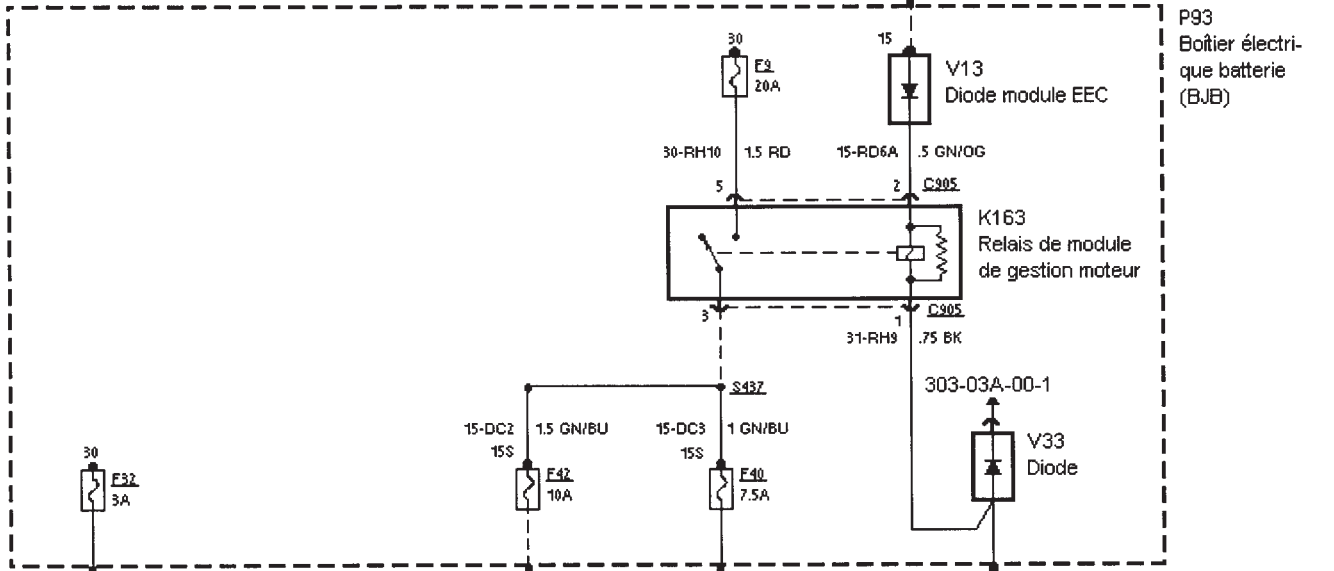 P93
Boîtier électri-
que batterie
(BJB)
30
F9
20A
15
V13
Diode module EEC
30-RH10 1.5 RD
15-RD6A .5 GN/OG
5
2
C905
K163
Relais de module
de gestion moteur
3
1
C905
31-RH9 .75 BK
S437
303-03A-00-1
15-DC2 1.5 GN/BU
15S
15-DC3 1 GN/BU
15S
V33
Diode
30
F32
3A
F42
10A
F40
7.5A